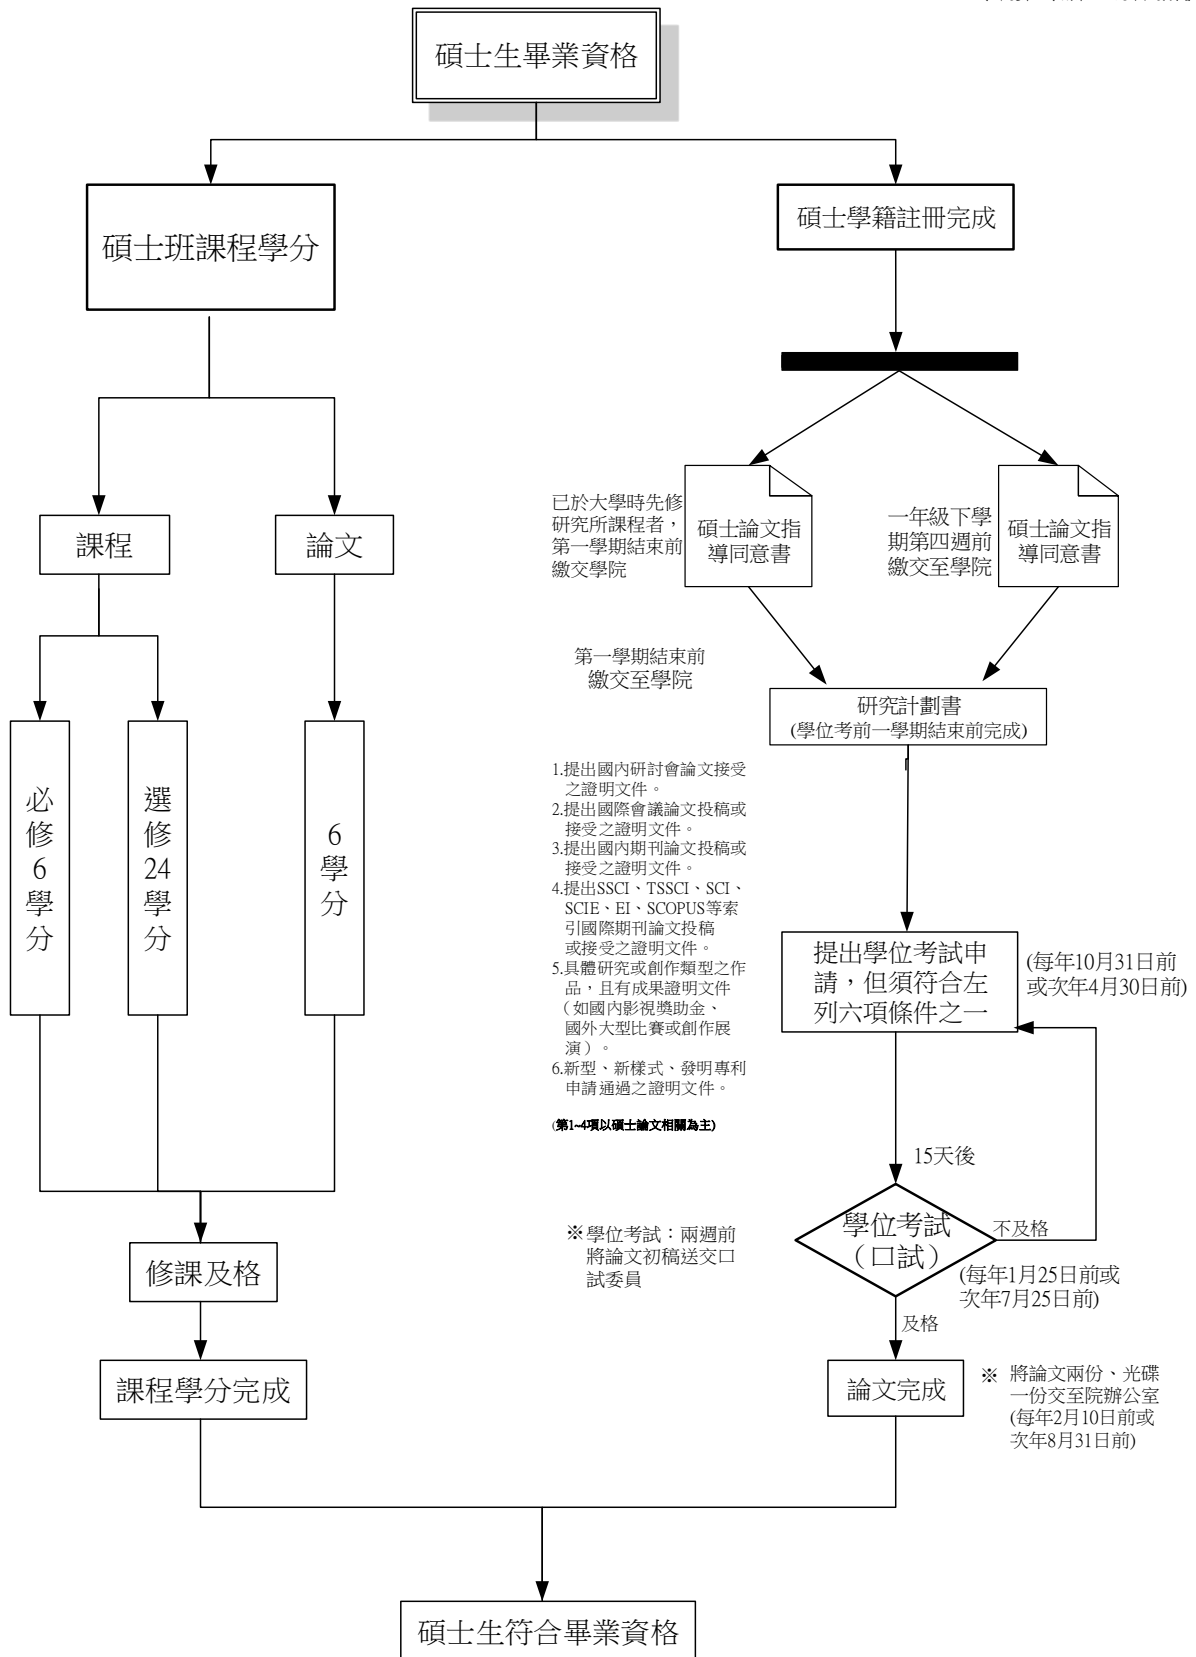 碩士生畢業資格
碩士班課程學分
碩士學籍註冊完成
課程
論文
已於大學時先修
研究所課程者，
第一學期結束前
繳交學院
碩士論文指
導同意書
一年級下學
期第四週前
繳交至學院
碩士論文指
導同意書
第一學期結束前
繳交至學院
研究計劃書
(學位考前一學期結束前完成)
必修6學分
選修24學分
6學分
1.提出國內研討會論文接受
之證明文件。
2.提出國際會議論文投稿或
接受之證明文件。
3.提出國內期刊論文投稿或
接受之證明文件。
4.提出SSCI、TSSCI、SCI、
SCIE、EI、SCOPUS等索
引國際期刊論文投稿
或接受之證明文件。
5.具體研究或創作類型之作
品，且有成果證明文件
（如國內影視獎助金、
國外大型比賽或創作展
演）。
6.新型、新樣式、發明專利
申請通過之證明文件。
(第1~4項以碩士論文相關為主)
提出學位考試申
請，但須符合左
列六項條件之一
(每年10月31日前
或次年4月30日前)
15天後
※學位考試：兩週前
將論文初稿送交口
試委員
學位考試
（口試）
不及格
(每年1月25日前或
次年7月25日前)
及格
修課及格
課程學分完成
論文完成
※ 將論文兩份、光碟
一份交至院辦公室
(每年2月10日前或
次年8月31日前)
碩士生符合畢業資格